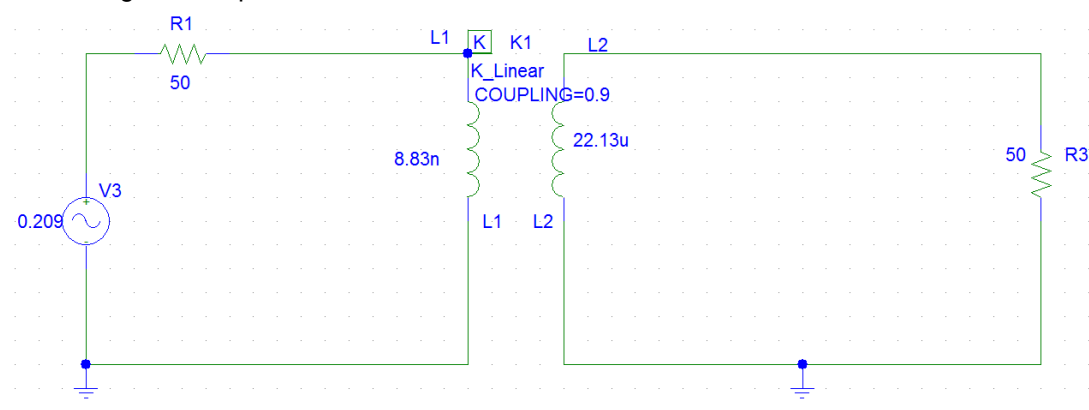 R1
50
L1
K
K1
L2
K_Linear
COUPLING=0.9
8.83n
22.13u
50
R3
V3
+
0.209
-
L1
L2